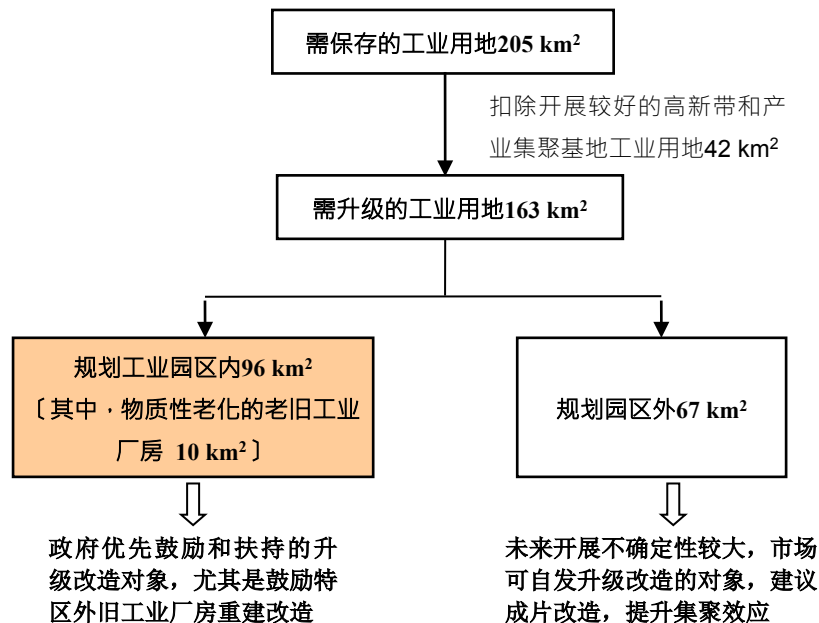 需保存的工业用地205 km²
扣除开展较好的高新带和产
业集聚基地工业用地42 km²
需升级的工业用地163 km²
规划工业园区内96 km²
〔其中，物质性老化的老旧工业
厂房 10 km²〕
规划园区外67 km²
政府优先鼓励和扶持的升
级改造对象，尤其是鼓励特
区外旧工业厂房重建改造
未来开展不确定性较大，市场
可自发升级改造的对象，建议
成片改造，提升集聚效应